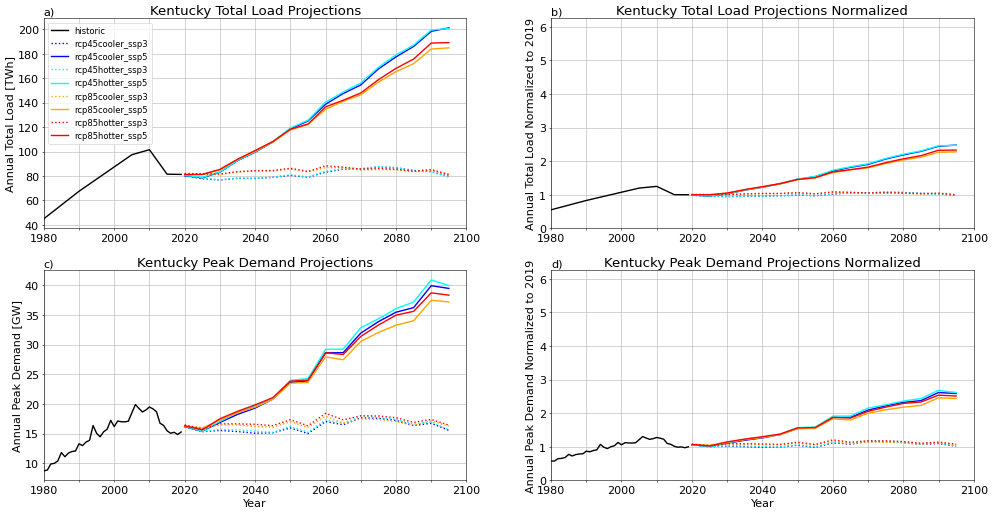 a)
Kentucky Total Load Projections
Annual Total Load [TWh]
200
180
160
140
120
100
80
60
40
historic
rcp45cooler_ssp3
rcp45cooler_ssp5
rcp45hotter_ssp3
rcp45hotter_ssp5
rcp85cooler_ssp3
rcp85cooler_ssp5
rcp85hotter_ssp3
rcp85hotter_ssp5
1980 2000 2020 2040 2060 2080 2100
b)
Kentucky Total Load Projections Normalized
Annual Total Load Normalized to 2019
6
5
4
3
2
1
0
1980 2000 2020 2040 2060 2080 2100
c)
Kentucky Peak Demand Projections
Annual Peak Demand [GW]
40
35
30
25
20
15
10
1980 2000 2020 2040 2060 2080 2100
Year
d)
Kentucky Peak Demand Projections Normalized
Annual Peak Demand Normalized to 2019
6
5
4
3
2
1
0
1980 2000 2020 2040 2060 2080 2100
Year